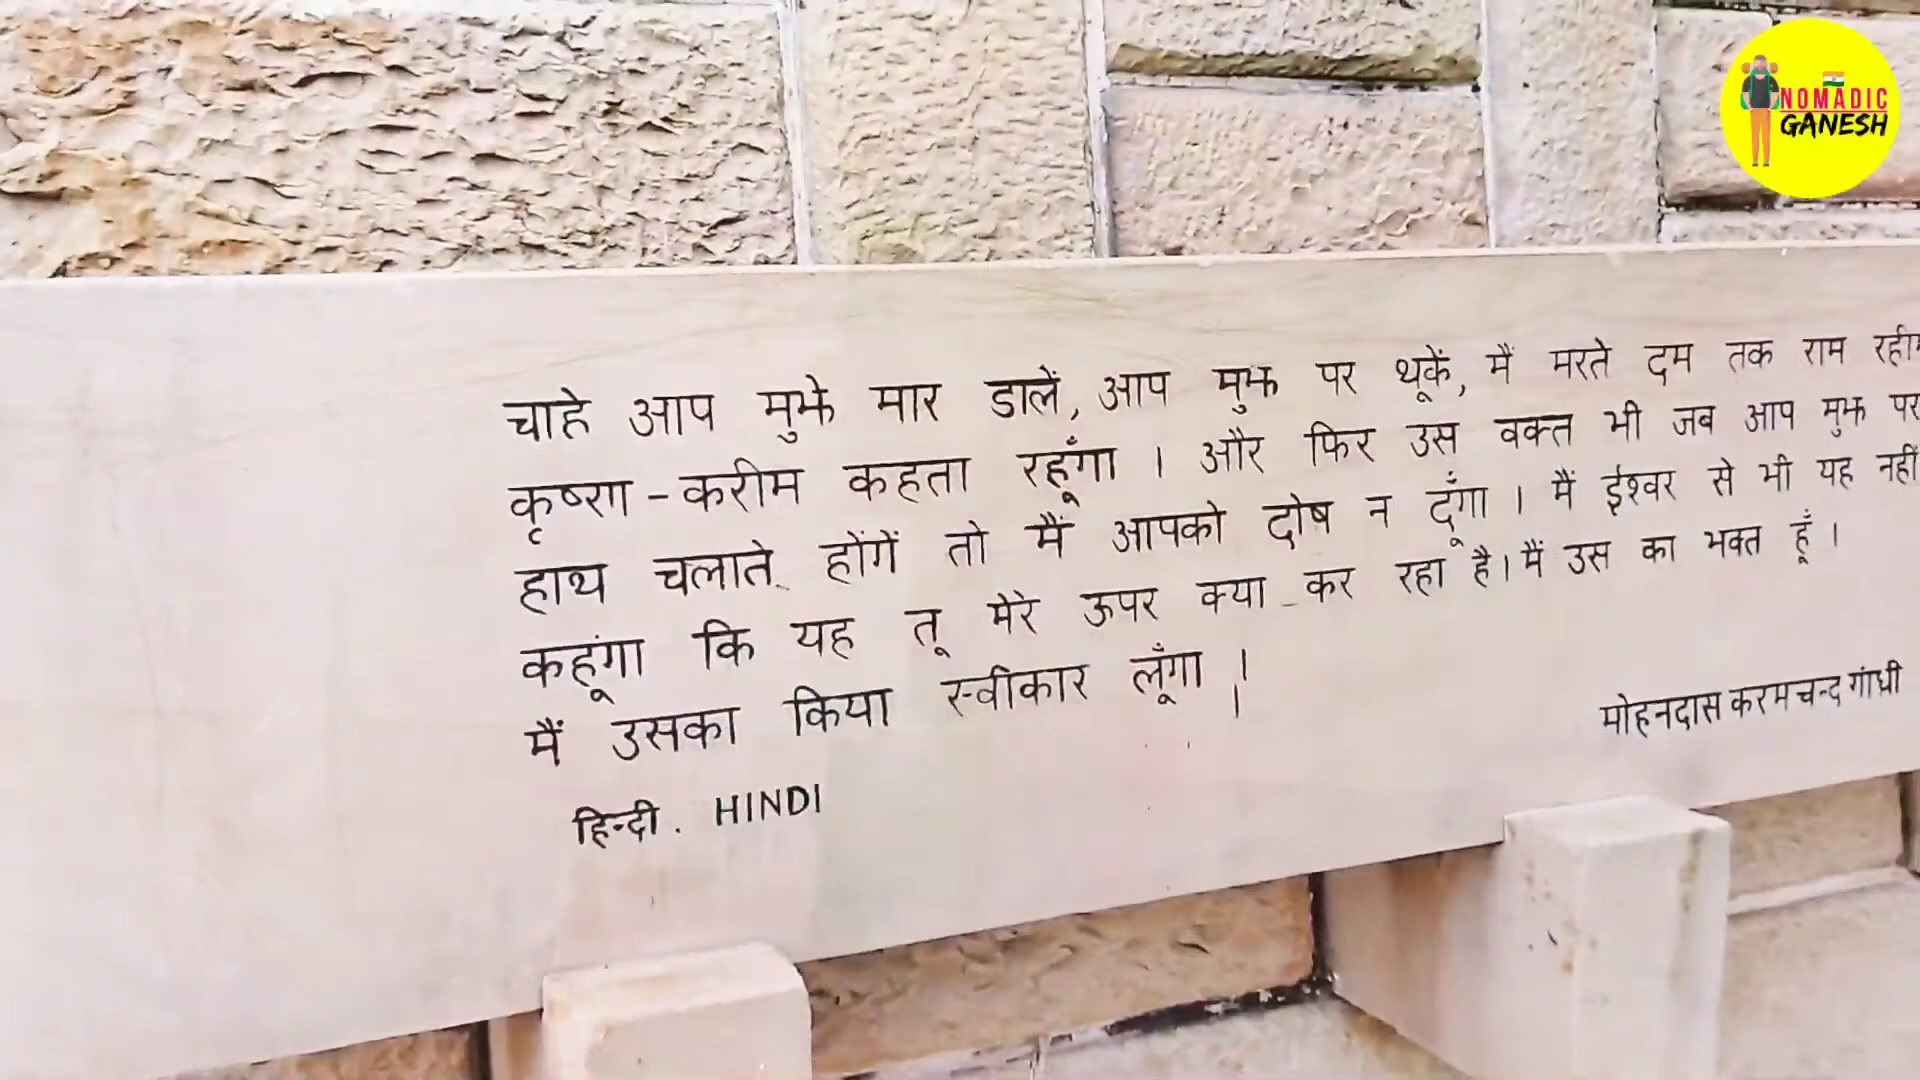 NOMADIC
GANESH
चाहे आप मुझे मार डालें, आप मुझ पर थूकें, मैं मरते दम तक राम रहीम
कृष्ण - करीम कहता रहूँगा । और फिर उस वक्त भी जब आप मुझ पर
हाथ चलाते होंगें तो मैं आपको दोष न दूँगा । मैं ईश्वर से भी यह नहीं
कहूंगा कि यह तू मेरे ऊपर क्या कर रहा है। मैं उस का भक्त हूँ ।
मैं उसका किया स्वीकार लूँगा ।
मोहनदास करमचन्द गांधी
हिन्दी . HINDI